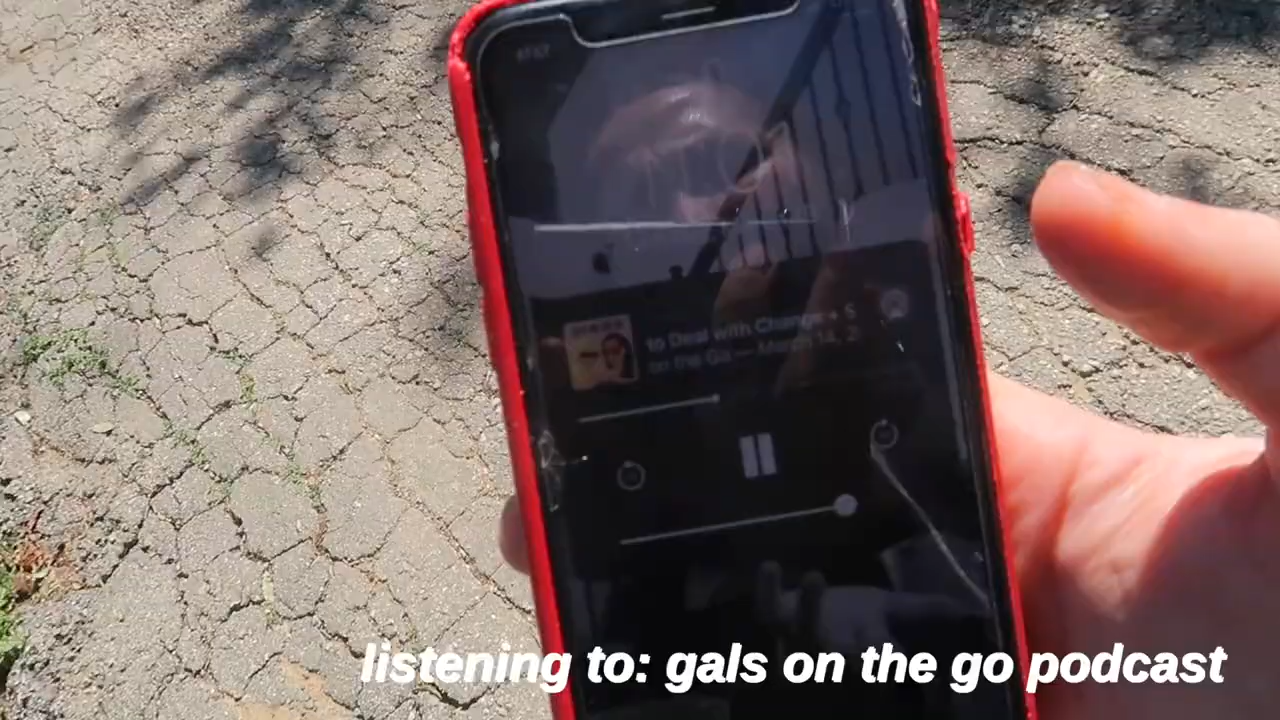 to Deal with Change + S
on the Go — March 14, 2
listening to: gals on the go podcast